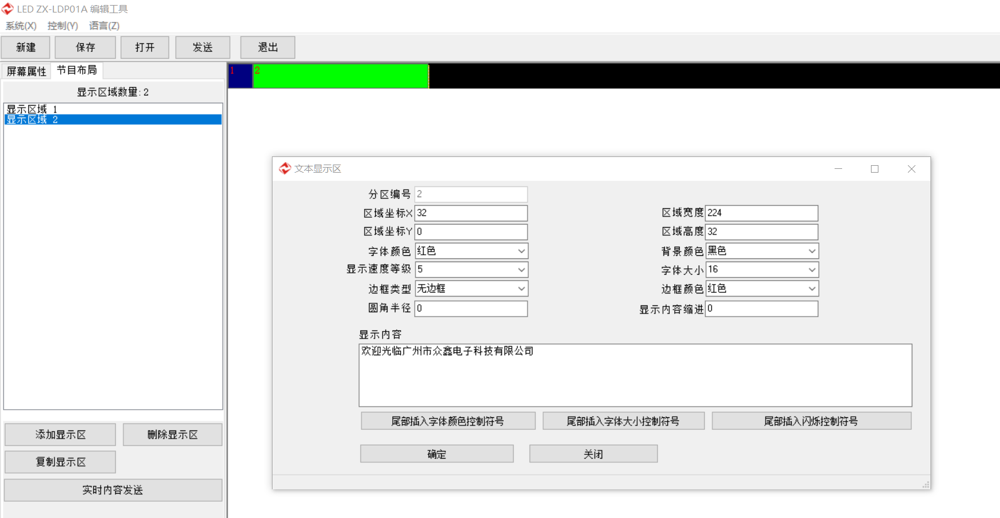 LED ZX-LDP01A 编辑工具
系统(X) 控制(Y) 语言(Z)
新建 保存 打开 发送 退出
屏幕属性 节目布局
1 2
显示区域数量: 2
显示区域 1
显示区域 2
文本显示区
分区编号 2
区域坐标X 32 区域宽度 224
区域坐标Y 0 区域高度 32
字体颜色 红色 背景颜色 黑色
显示速度等级 5 字体大小 16
边框类型 无边框 边框颜色 红色
圆角半径 0 显示内容缩进 0
显示内容
欢迎光临广州市众鑫电子科技有限公司
尾部插入字体颜色控制符号 尾部插入字体大小控制符号 尾部插入闪烁控制符号
确定 关闭
添加显示区 删除显示区
复制显示区
实时内容发送